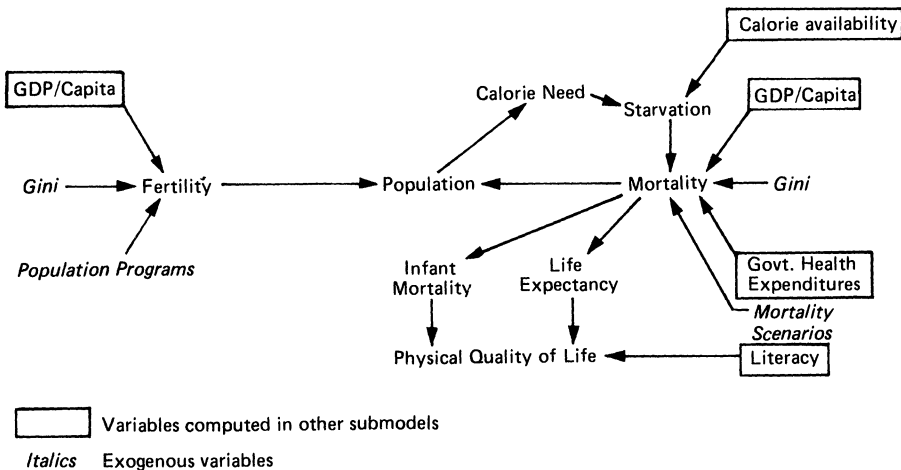 Calorie availability
GDP/Capita
Calorie Need
Starvation
GDP/Capita
Gini
Fertility
Population
Mortality
Gini
Population Programs
Infant
Mortality
Life
Expectancy
Govt. Health
Expenditures
Mortality
Scenarios
Physical Quality of Life
Literacy
Variables computed in other submodels
Italics Exogenous variables